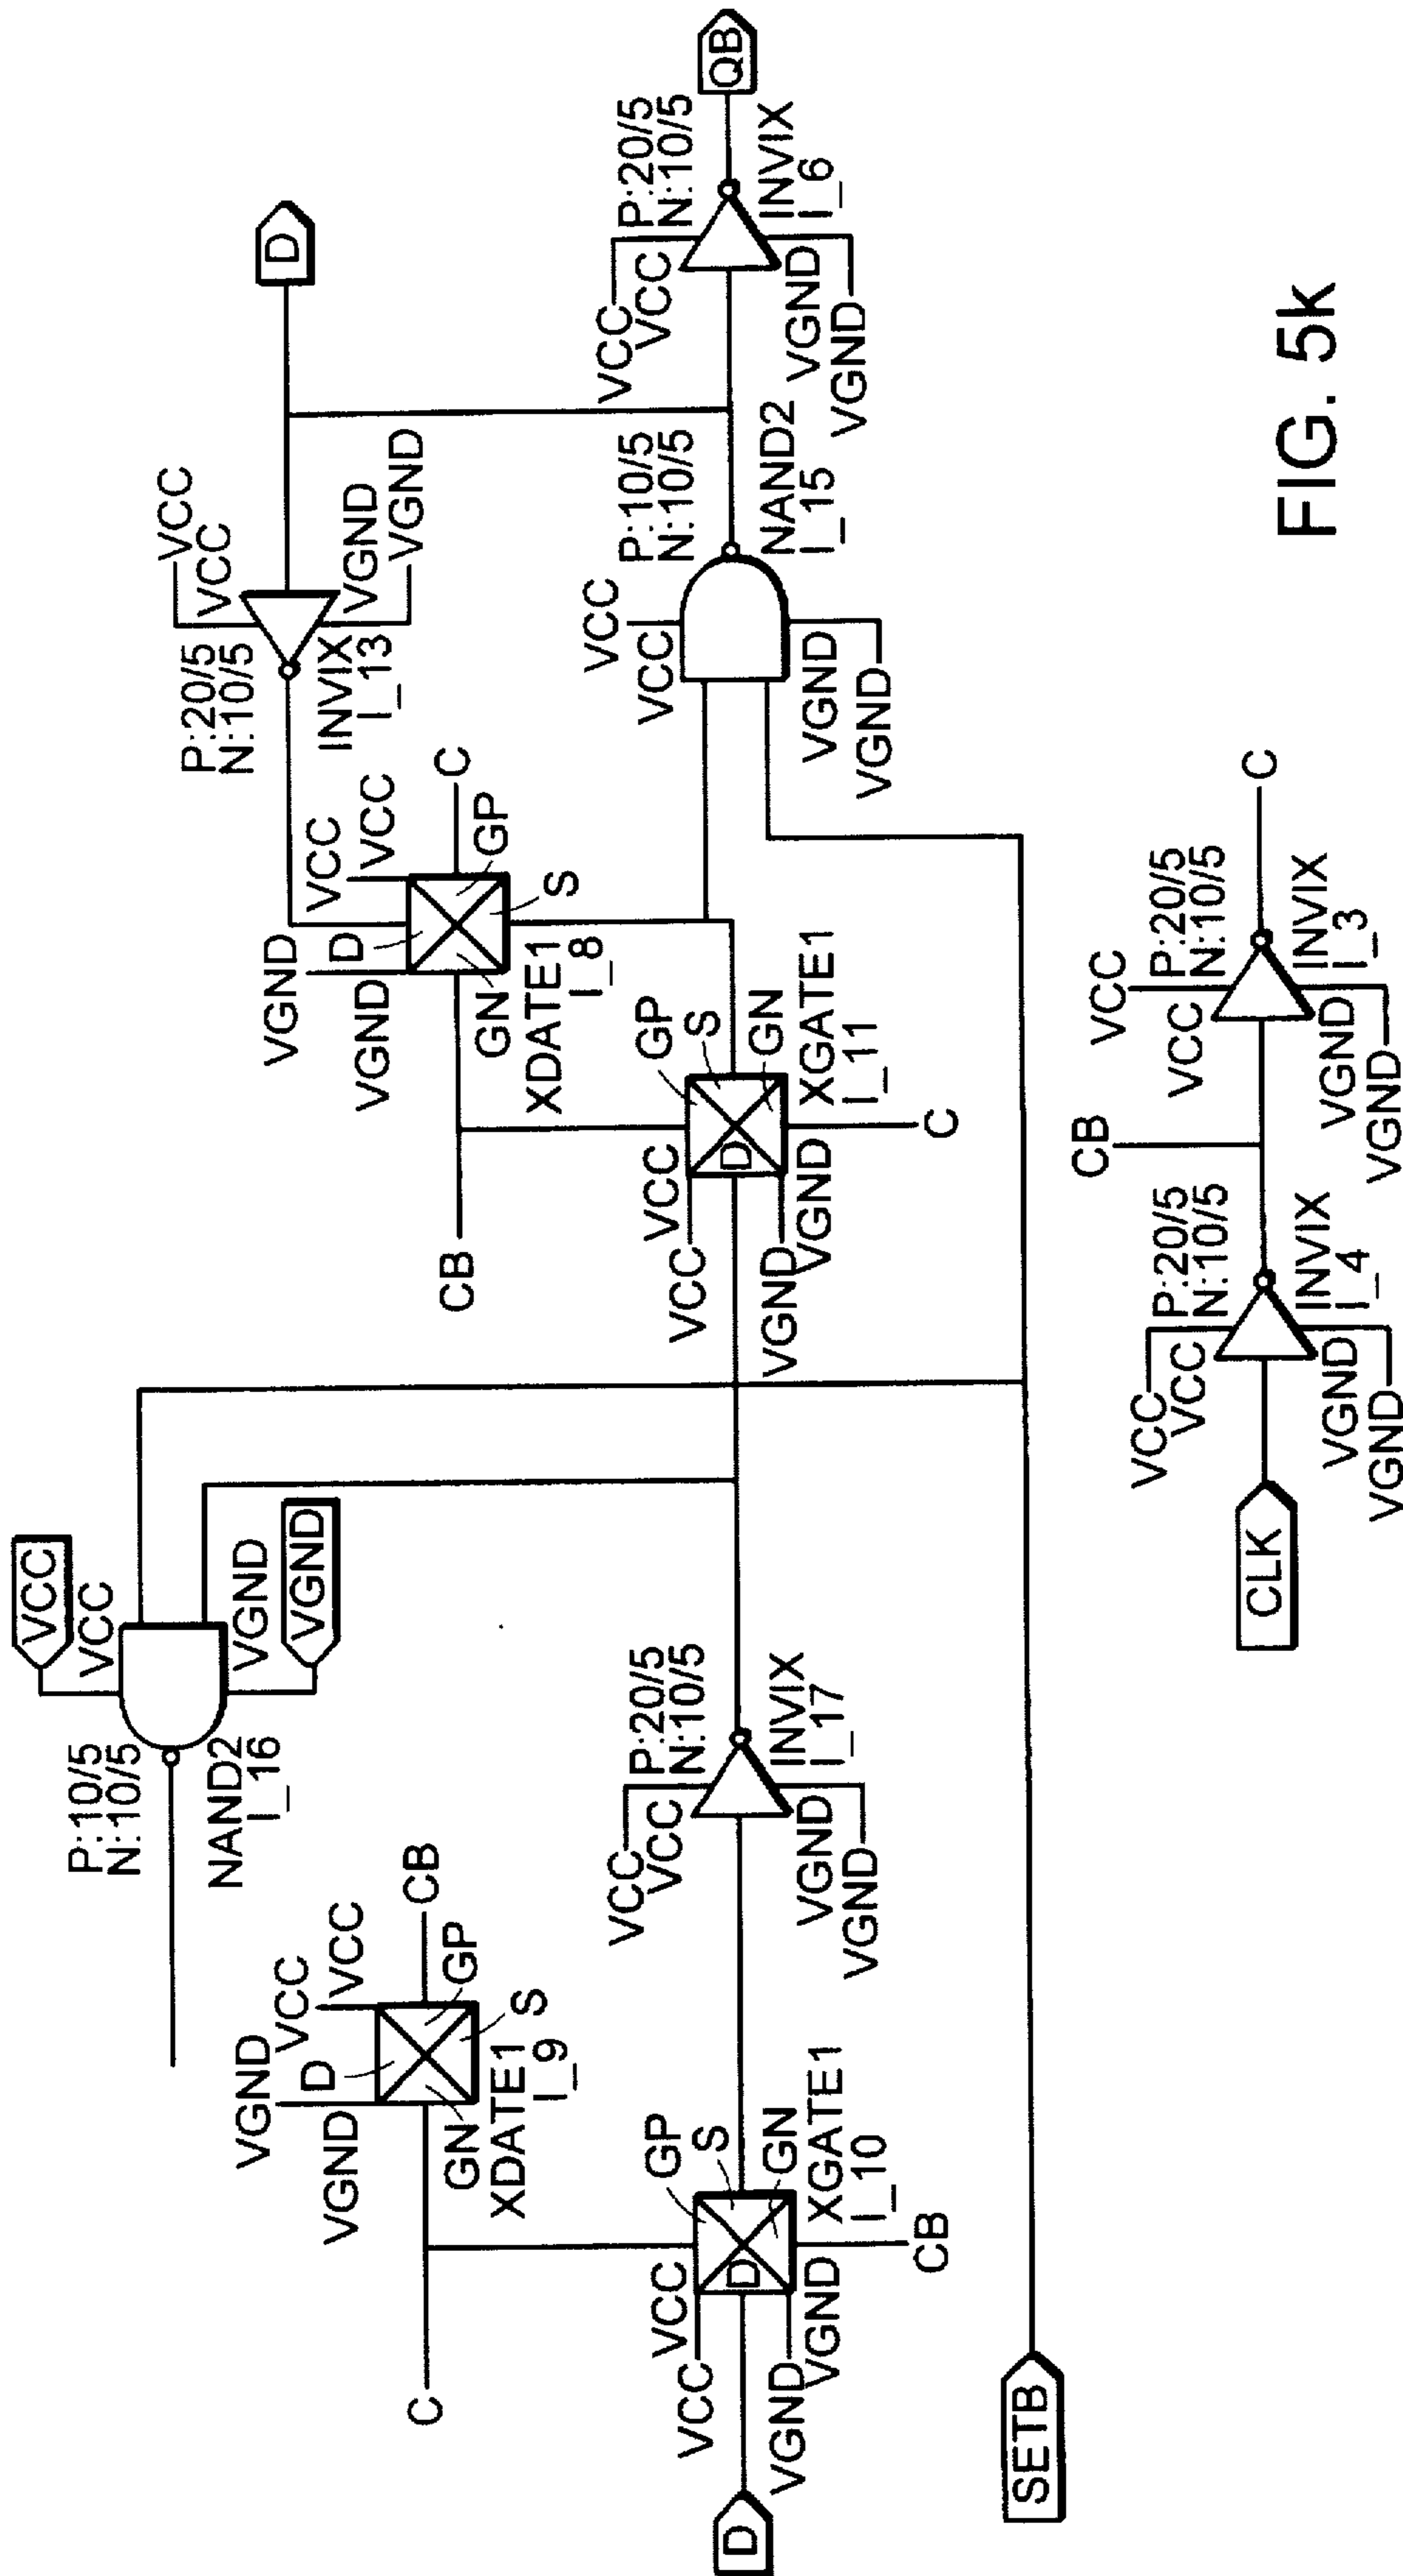 VCC
VCC
P:10/5
N:10/5
NAND2
I_16
VGND
VGND
D
VCC
VCC
P:20/5
N:10/5
INVIX
I_13
VGND
VGND
VGND
VGND
D
VCC
VCC
CB
GP
S
GN
XDATE1
I_9
C
VGND
VGND
D
VCC
VCC
C
GP
S
GN
XDATE1
I_8
CB
D
VCC
VCC
GP
S
D
GN
XGATE1
I_10
VGND
VGND
CB
VCC
VCC
P:20/5
N:10/5
INVIX
I_17
VGND
VGND
VCC
VCC
GP
S
D
GN
XGATE1
I_11
VGND
VGND
C
VCC
VCC
P:10/5
N:10/5
NAND2
I_15
VGND
VGND
VCC
VCC
P:20/5
N:10/5
INVIX
I_6
VGND
VGND
QB
SETB
CLK
VCC
VCC
P:20/5
N:10/5
INVIX
I_4
VGND
VGND
CB
VCC
VCC
P:20/5
N:10/5
INVIX
I_3
VGND
VGND
C
FIG. 5k